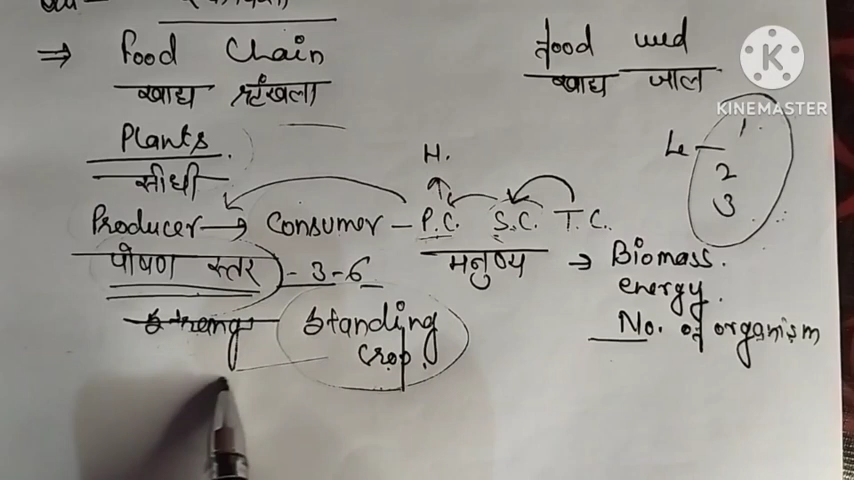 ⇒ Food Chain
खाद्य श्रृंखला
Food
खाद्य जाल
KINEMASTER
Plants.
सीधी
Le — 1.
2
3
H.
Producer → Consumer – P.C. S.C. T.C.
पोषण स्तर - 3 - 6
मनुष्य
→ Biomass.
energy.
No. of organism
Standing
Crop.